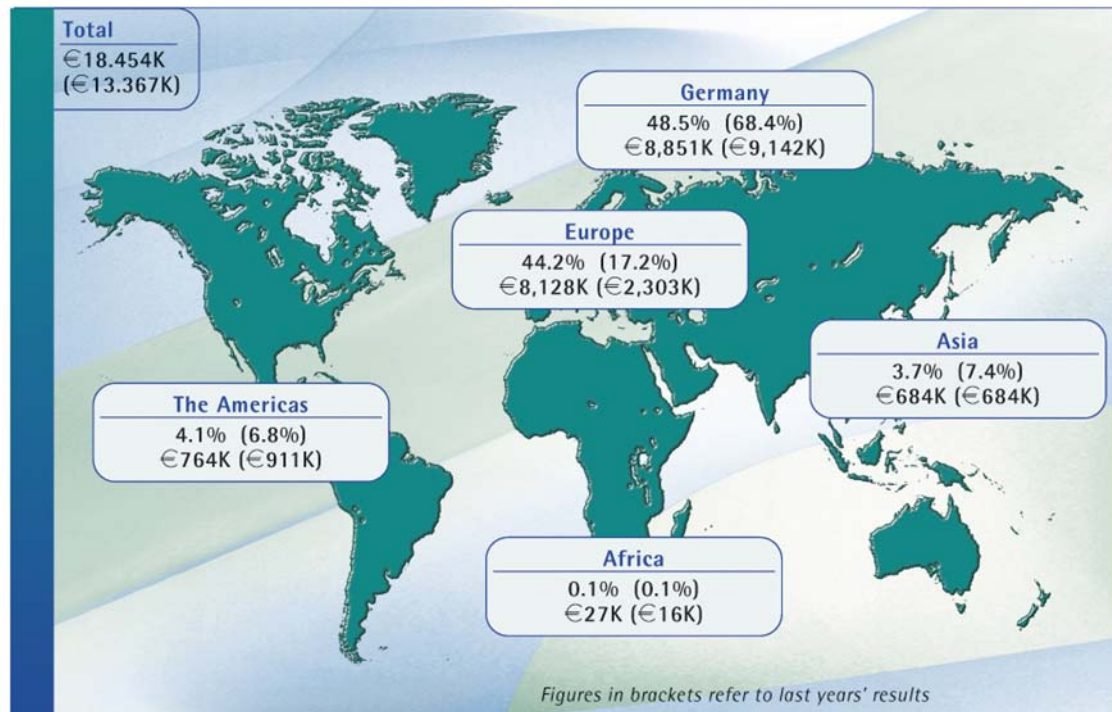 Total
€18.454K
(€13.367K)
Germany
48.5% (68.4%)
€8,851K (€9,142K)
Europe
44.2% (17.2%)
€8,128K (€2,303K)
Asia
3.7% (7.4%)
€684K (€684K)
The Americas
4.1% (6.8%)
€764K (€911K)
Africa
0.1% (0.1%)
€27K (€16K)
Figures in brackets refer to last years' results